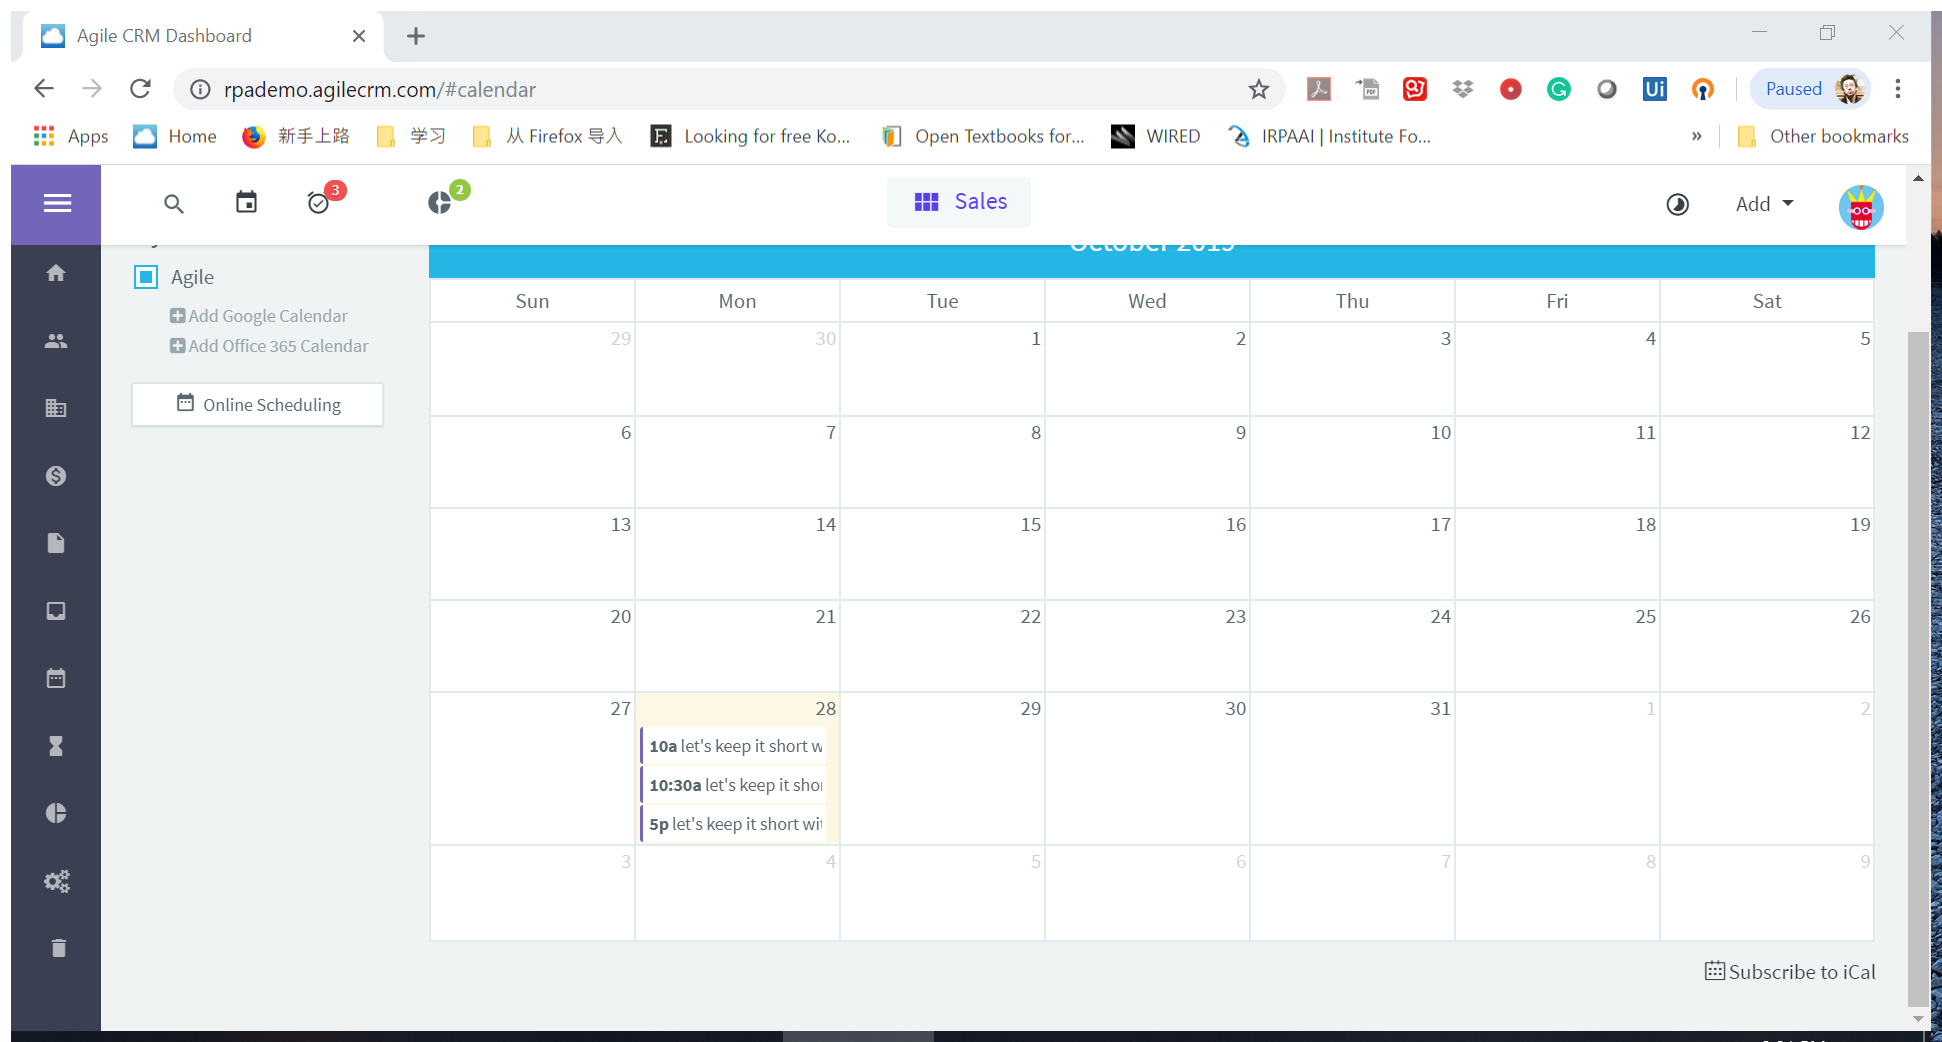 Agile CRM Dashboard
rpademo.agilecrm.com/#calendar
Paused
Apps Home 新手上路 学习 从 Firefox 导入 Looking for free Ko... Open Textbooks for... WIRED IRPAAI | Institute Fo... » Other bookmarks
3 2 Sales Add
October 2019
Agile
Add Google Calendar
Add Office 365 Calendar
Online Scheduling
Sun Mon Tue Wed Thu Fri Sat
29 30 1 2 3 4 5
6 7 8 9 10 11 12
13 14 15 16 17 18 19
20 21 22 23 24 25 26
27 28 29 30 31 1 2
10a let's keep it short w
10:30a let's keep it shor
5p let's keep it short wit
3 4 5 6 7 8 9
Subscribe to iCal